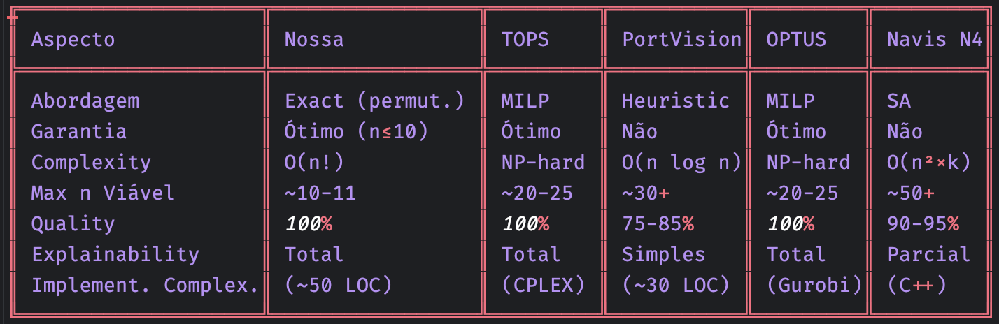 Aspecto Nossa TOPS PortVision OPTUS Navis N4
Abordagem Exact (permut.) MILP Heuristic MILP SA
Garantia Ótimo (n≤10) Ótimo Não Ótimo Não
Complexity O(n!) NP-hard O(n log n) NP-hard O(n²×k)
Max n Viável ~10-11 ~20-25 ~30+ ~20-25 ~50+
Quality 100% 100% 75-85% 100% 90-95%
Explainability Total Total Simples Total Parcial
Implement. Complex. (~50 LOC) (CPLEX) (~30 LOC) (Gurobi) (C++)